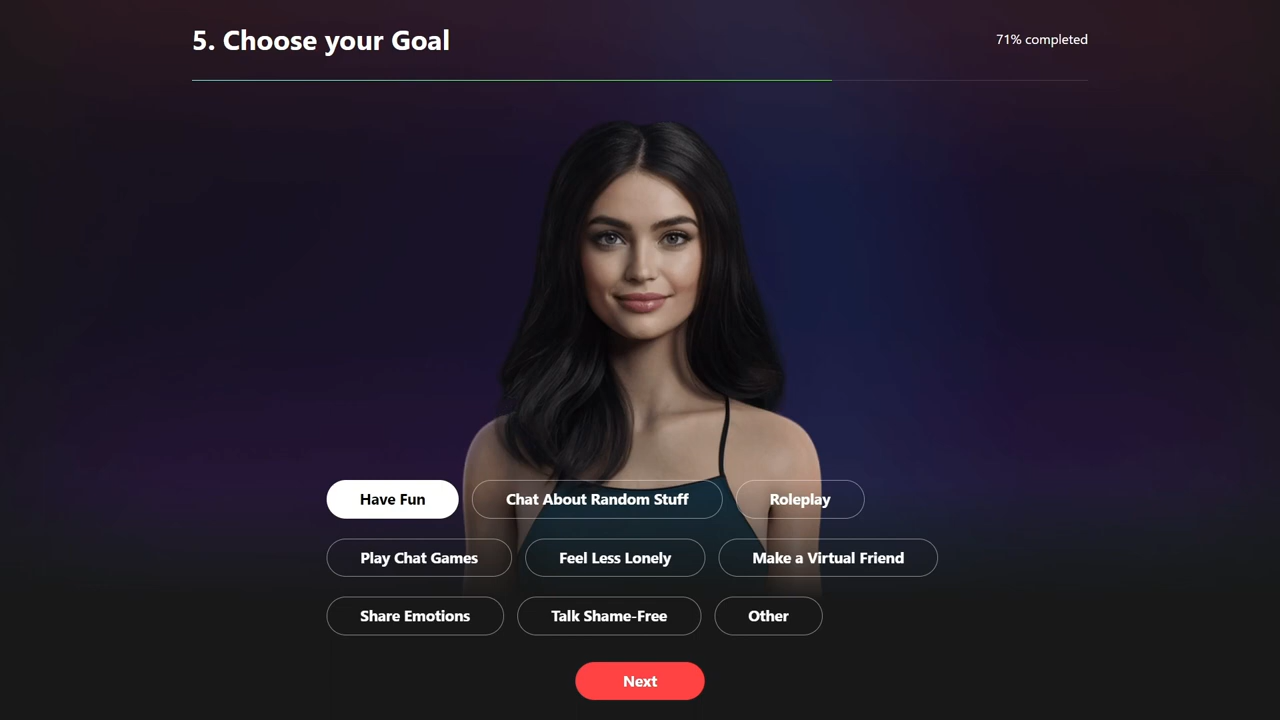 5. Choose your Goal
71% completed
Have Fun
Chat About Random Stuff
Roleplay
Play Chat Games
Feel Less Lonely
Make a Virtual Friend
Share Emotions
Talk Shame-Free
Other
Next